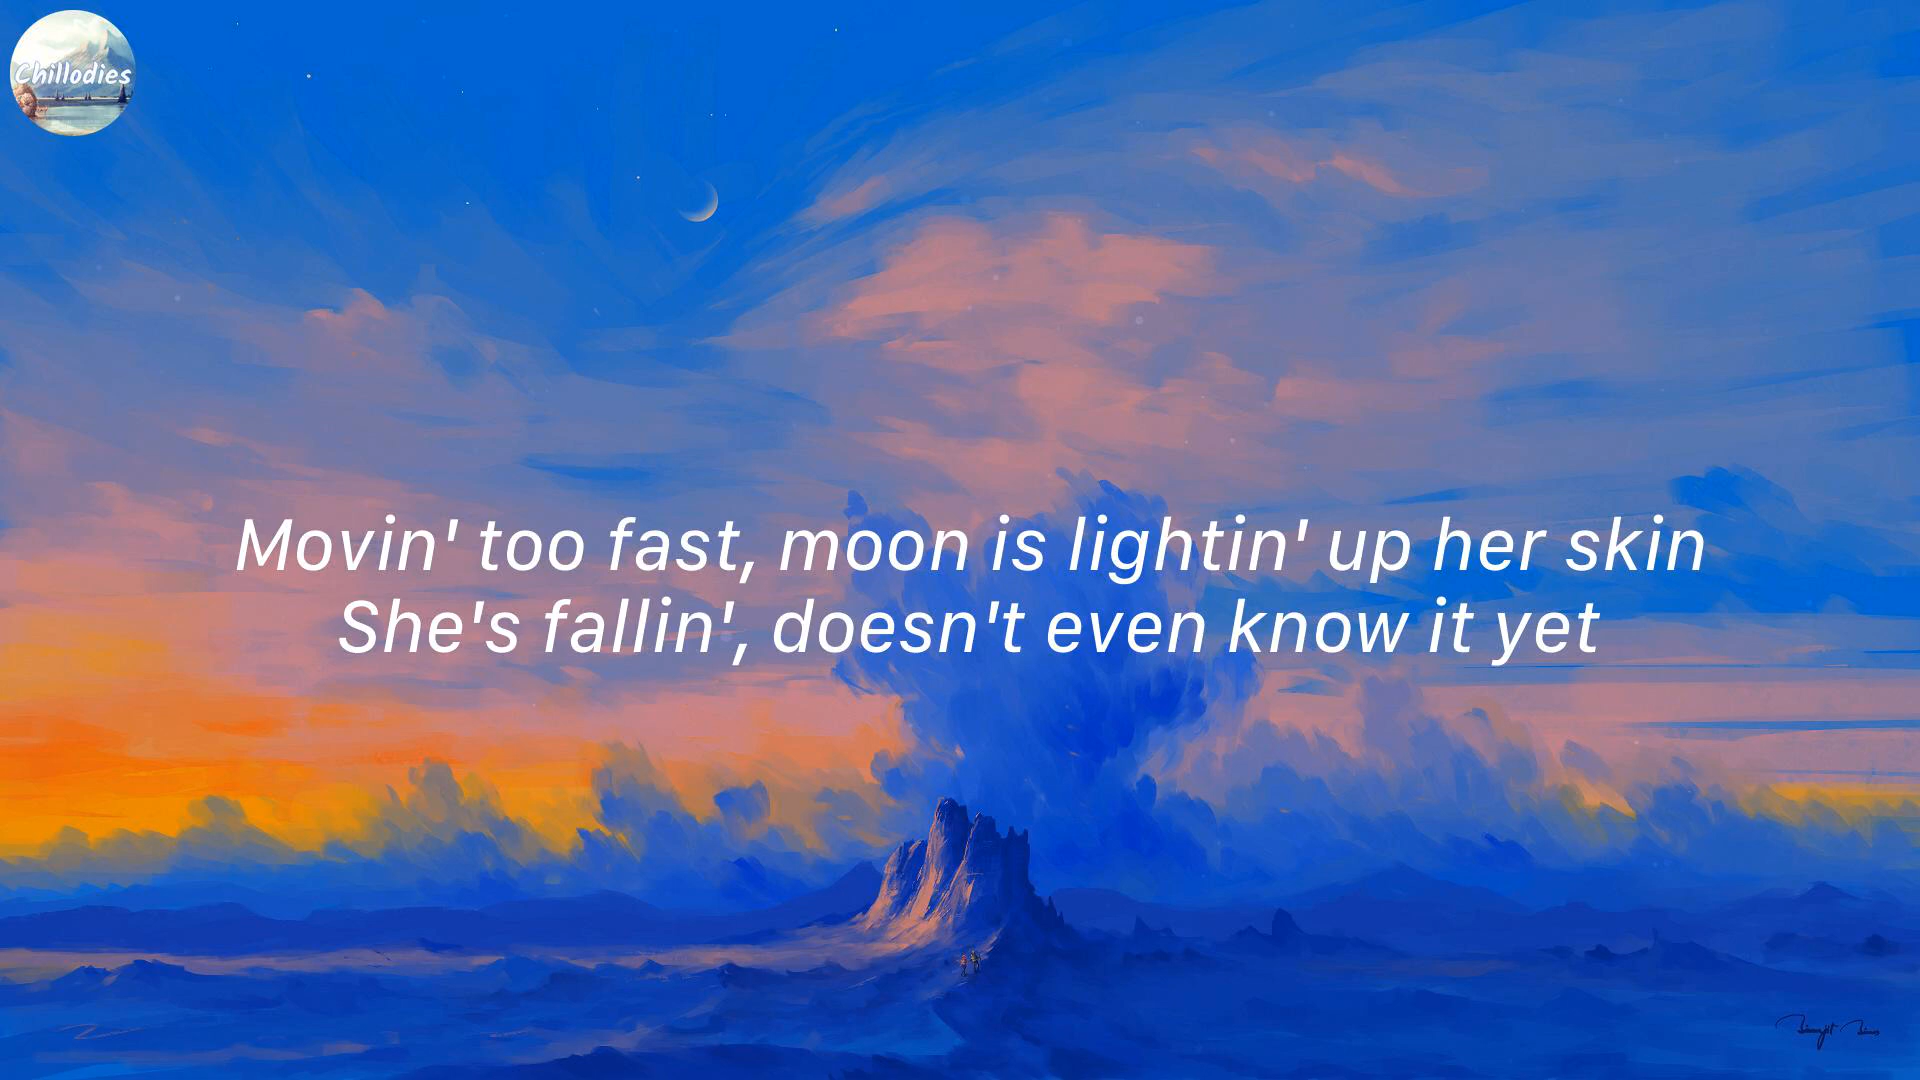 Chillodies
Movin' too fast, moon is lightin' up her skin
She's fallin', doesn't even know it yet